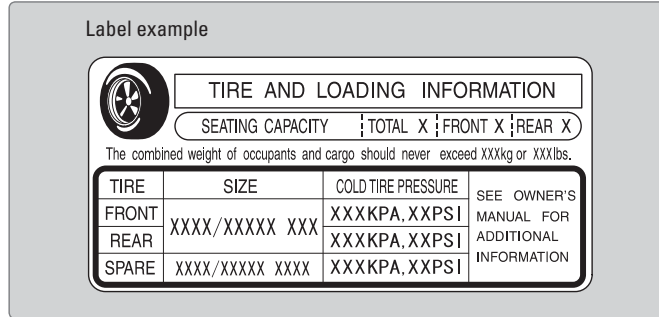 Label example
TIRE AND LOADING INFORMATION
SEATING CAPACITY TOTAL X FRONT X REAR X
The combined weight of occupants and cargo should never exceed XXXkg or XXXlbs.
TIRE SIZE COLD TIRE PRESSURE
FRONT XXXX/XXXXX XXX XXXKPA,XXPSI
REAR XXXKPA,XXPSI
SPARE XXXX/XXXXX XXXX XXXKPA,XXPSI
SEE OWNER'S
MANUAL FOR
ADDITIONAL
INFORMATION